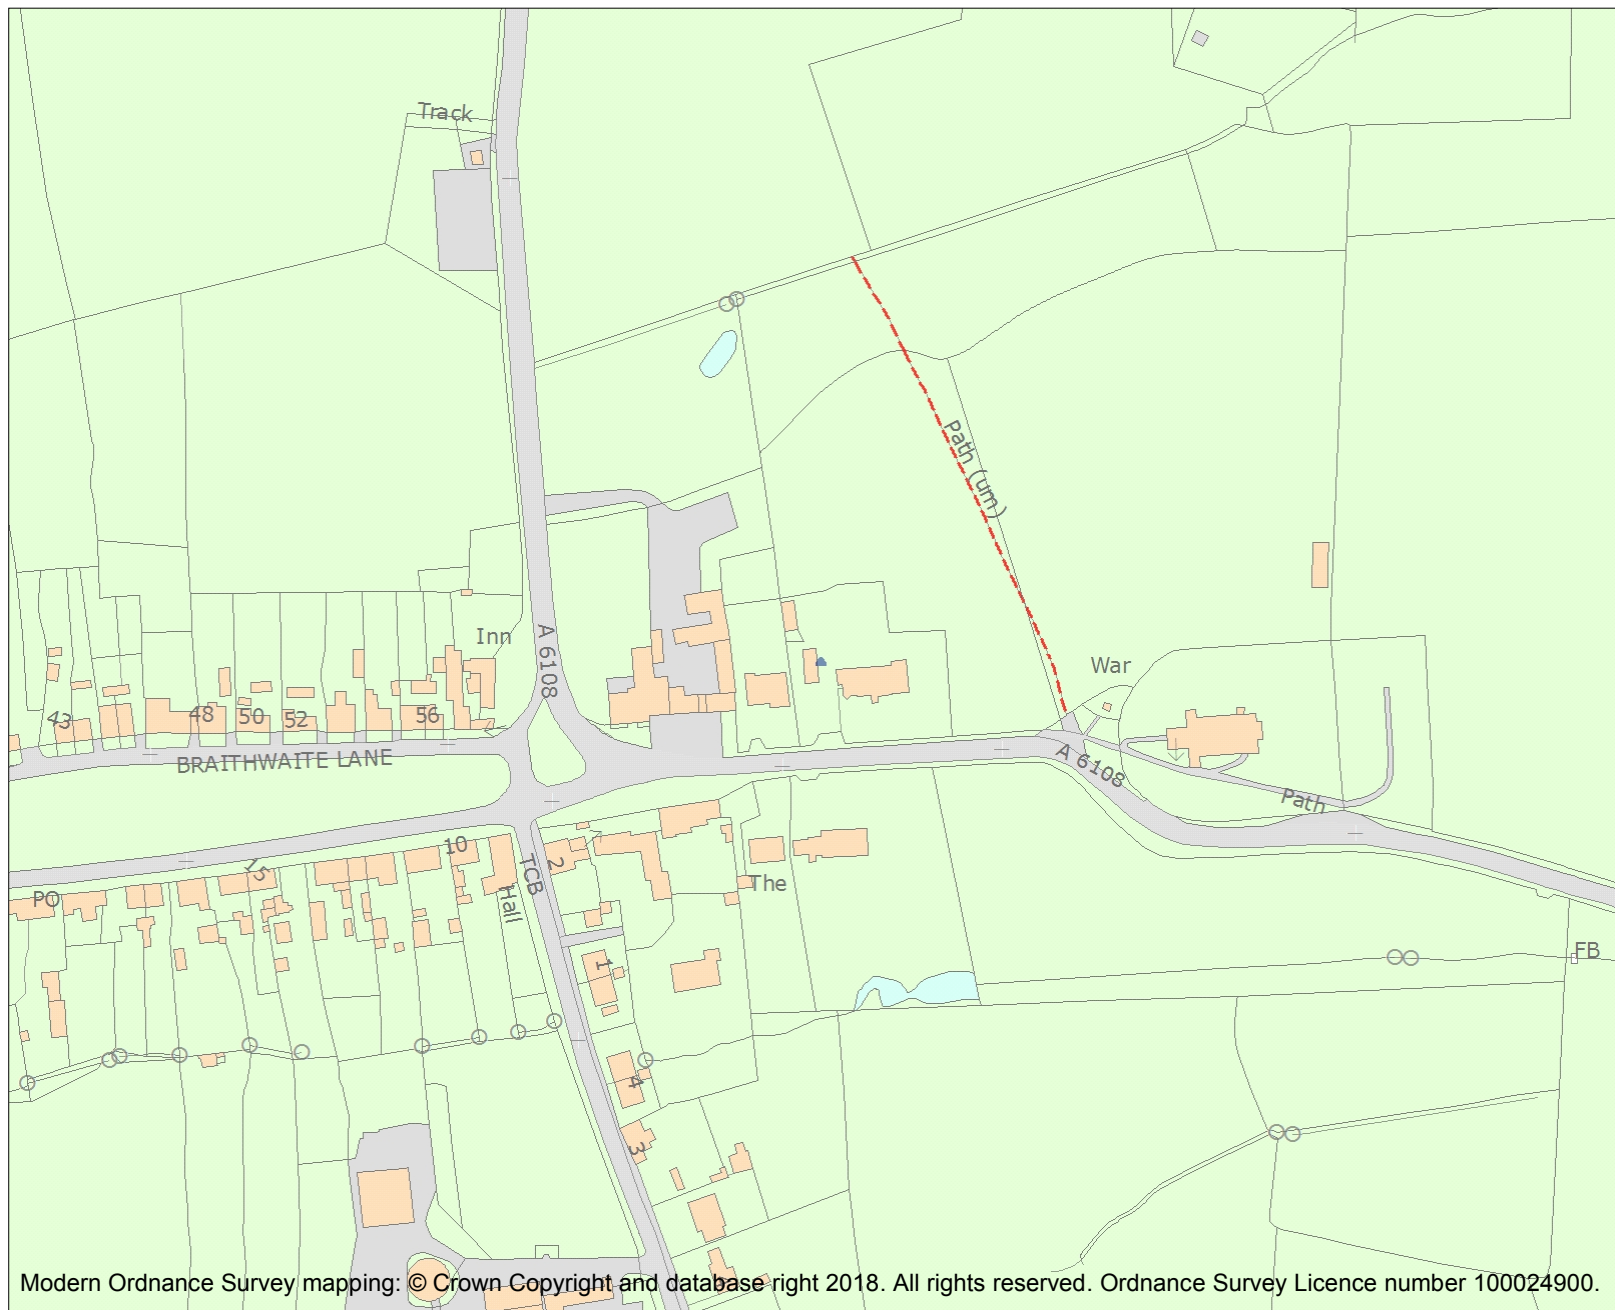 Track
Path (um)
Inn
A 6108
War
43
48
50
52
56
BRAITHWAITE LANE
A 6108
Path
10
2
15
TCB
The
PO
Hall
FB
1
4
3
Modern Ordnance Survey mapping: © Crown Copyright and database right 2018. All rights reserved. Ordnance Survey Licence number 100024900.